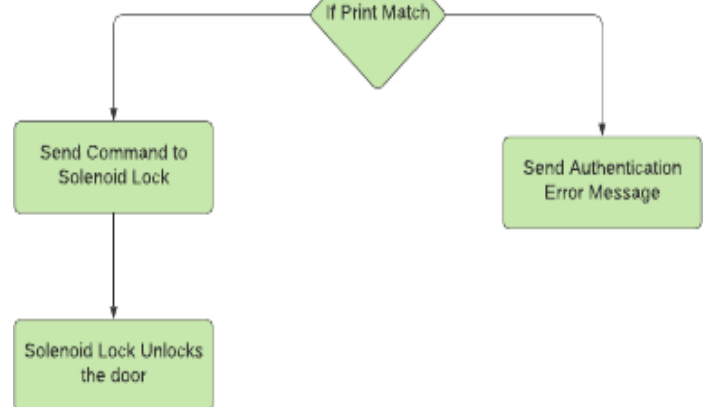 If Print Match
Send Command to
Solenoid Lock
Send Authentication
Error Message
Solenoid Lock Unlocks
the door